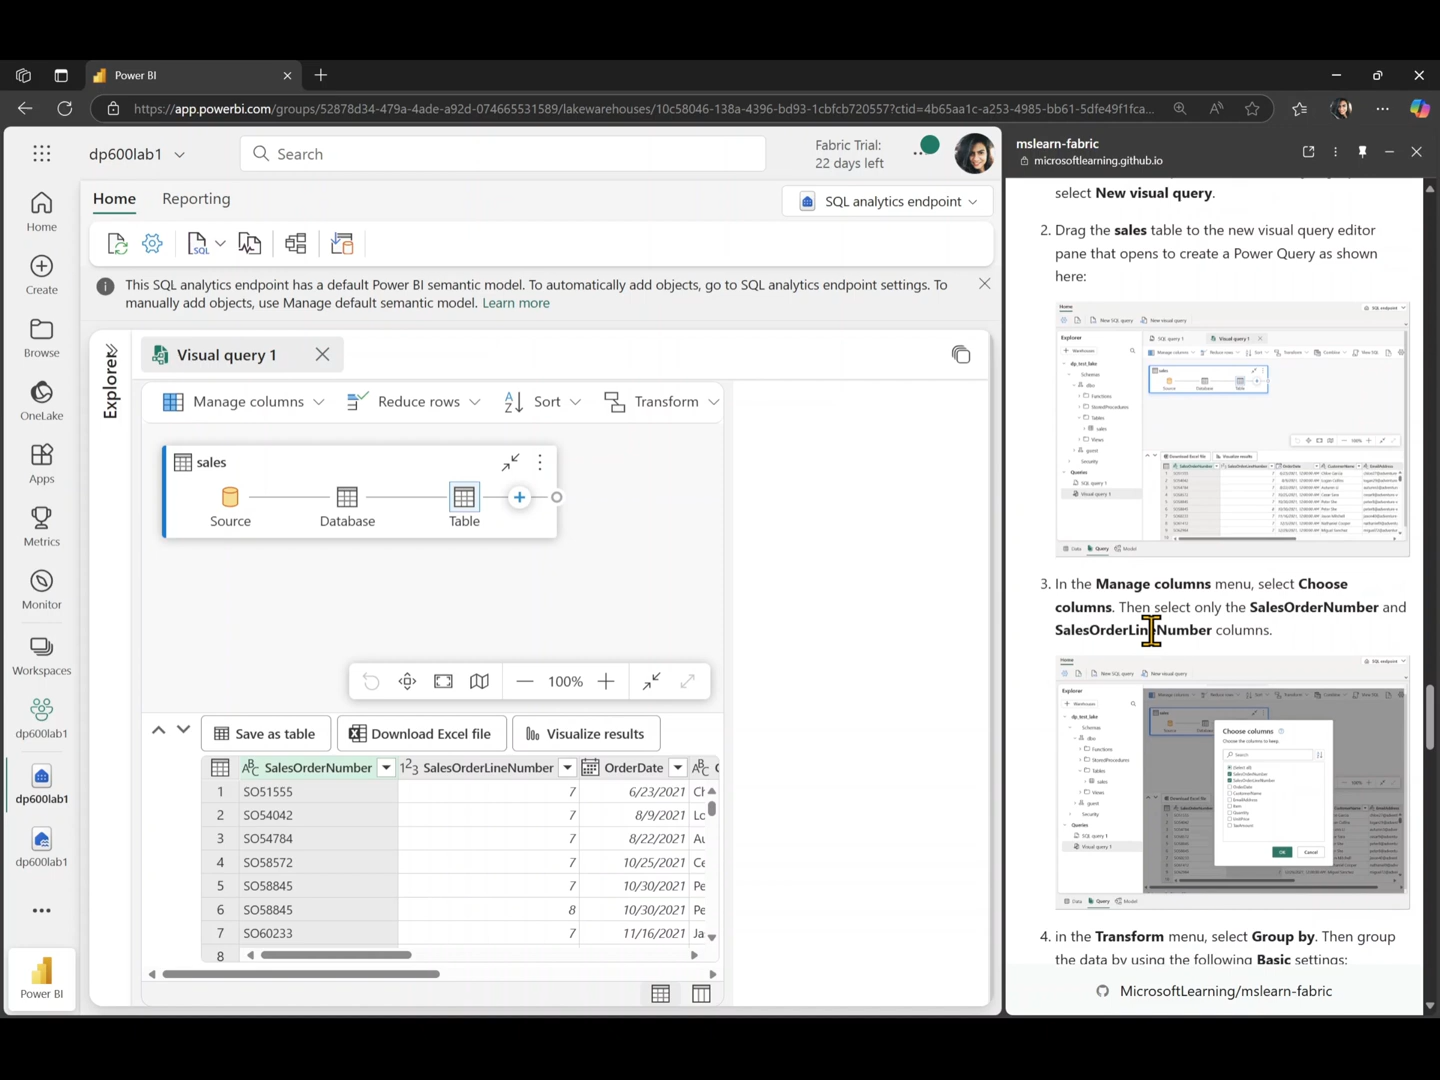 Power BI
https://app.powerbi.com/groups/52878d34-479a-4ade-a92d-074665531589/lakewarehouses/10c58046-138a-4396-bd93-1cbfcb720557?ctid=4b65aa1c-a253-4985-bb61-5dfe49f1fca...
dp600lab1
Search
Fabric Trial:
22 days left
Home
Reporting
SQL analytics endpoint
This SQL analytics endpoint has a default Power BI semantic model. To automatically add objects, go to SQL analytics endpoint settings. To
manually add objects, use Manage default semantic model. Learn more
Home
Create
Browse
OneLake
Apps
Metrics
Monitor
Workspaces
dp600lab1
dp600lab1
dp600lab1
Power BI
Explorer
Visual query 1
Manage columns
Reduce rows
Sort
Transform
sales
Source
Database
Table
100%
Save as table
Download Excel file
Visualize results
SalesOrderNumber
SalesOrderLineNumber
OrderDate
1 SO51555 7 6/23/2021
2 SO54042 7 8/9/2021
3 SO54784 7 8/22/2021
4 SO58572 7 10/25/2021
5 SO58845 7 10/30/2021
6 SO58845 8 10/30/2021
7 SO60233 7 11/16/2021
8
mslearn-fabric
microsoftlearning.github.io
select New visual query.
2. Drag the sales table to the new visual query editor
pane that opens to create a Power Query as shown
here:
3. In the Manage columns menu, select Choose
columns. Then select only the SalesOrderNumber and
SalesOrderLineNumber columns.
Choose columns
4. in the Transform menu, select Group by. Then group
the data by using the following Basic settings:
MicrosoftLearning/mslearn-fabric